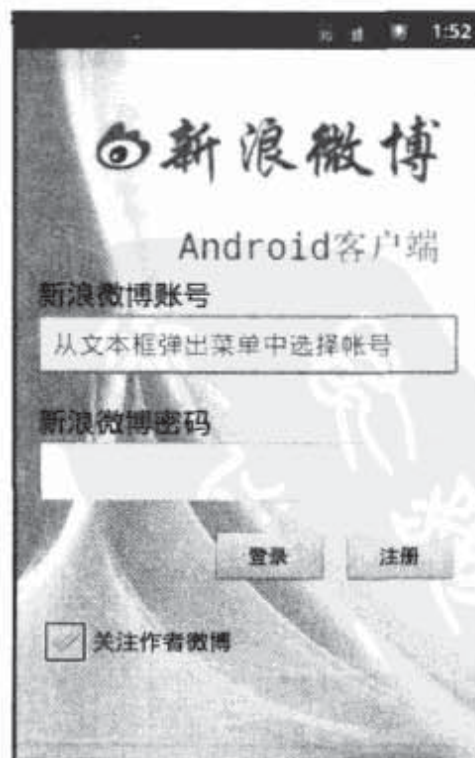 1:52
新浪微博
Android客户端
新浪微博账号
从文本框弹出菜单中选择帐号
新浪微博密码
登录 注册
关注作者微博